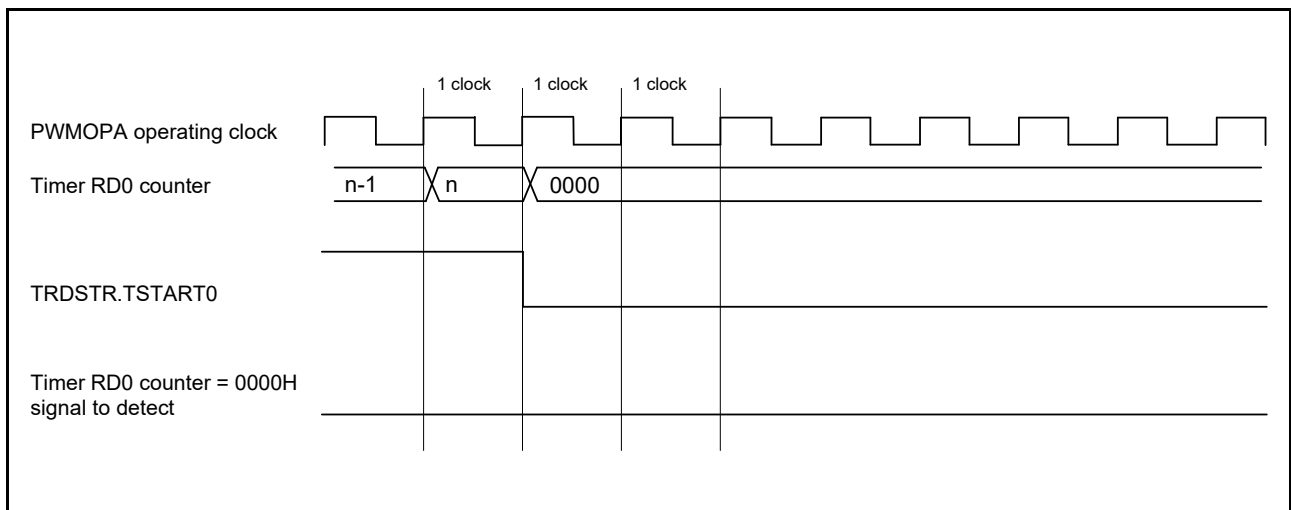 1 clock 1 clock 1 clock
PWMOPA operating clock
Timer RD0 counter n-1 n 0000
TRDSTR.TSTART0
Timer RD0 counter = 0000H
signal to detect